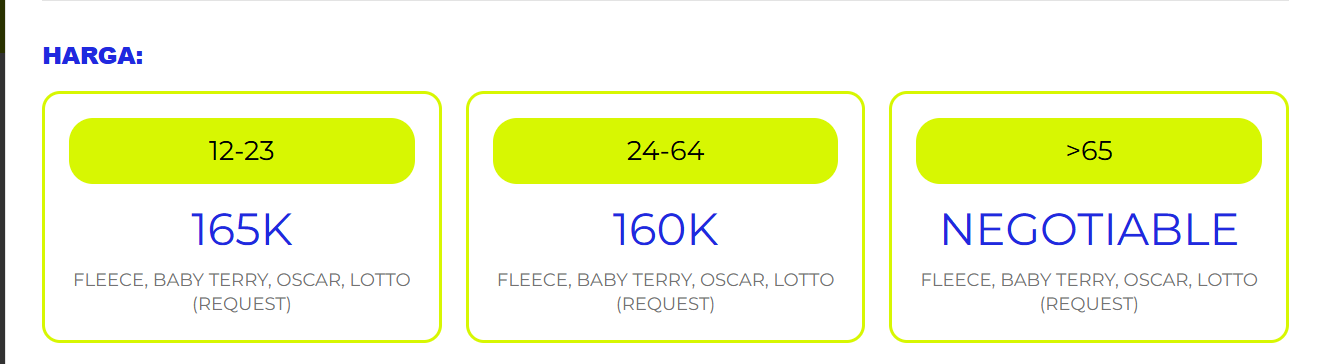 HARGA:
12-23
165K
FLEECE, BABY TERRY, OSCAR, LOTTO
(REQUEST)
24-64
160K
FLEECE, BABY TERRY, OSCAR, LOTTO
(REQUEST)
>65
NEGOTIABLE
FLEECE, BABY TERRY, OSCAR, LOTTO
(REQUEST)